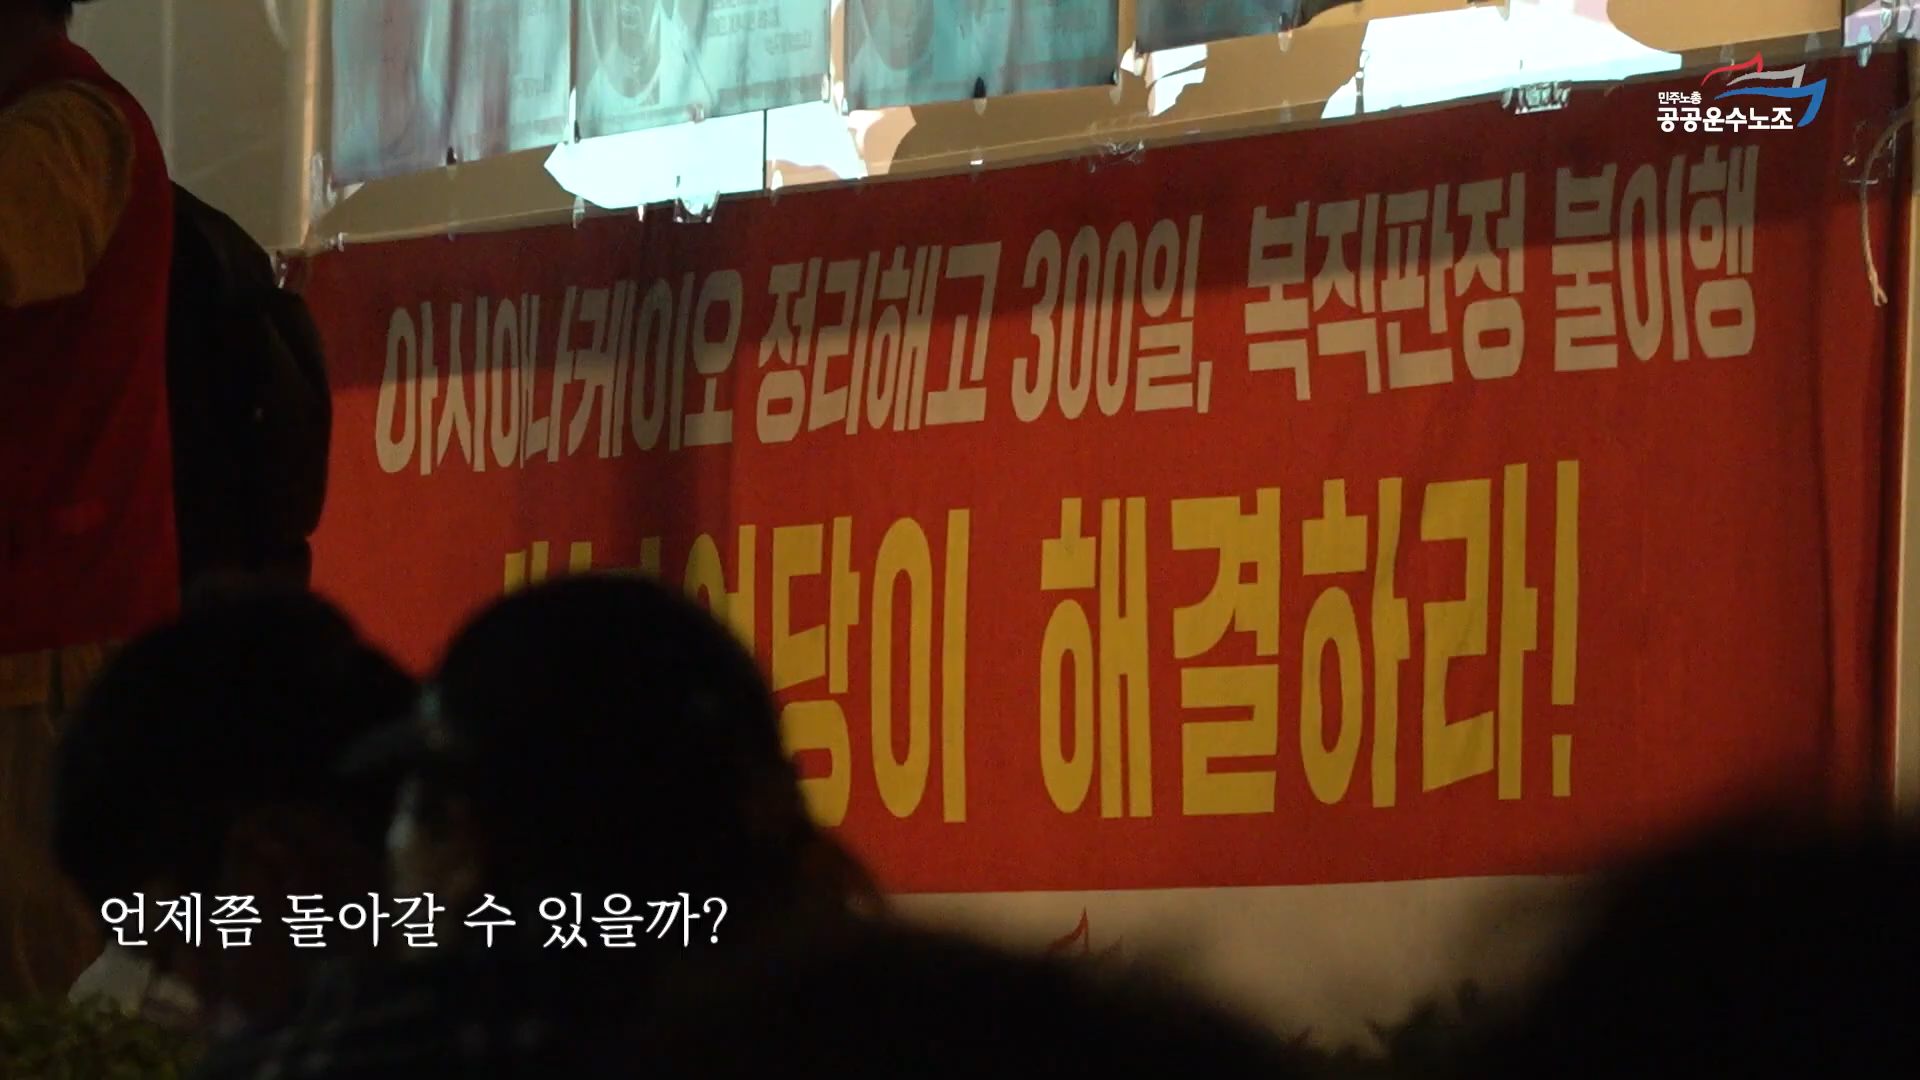 민주노총
공공운수노조
아시아나케이오 정리해고 300일, 복직판정 불이행
해결하라!
언제쯤 돌아갈 수 있을까?